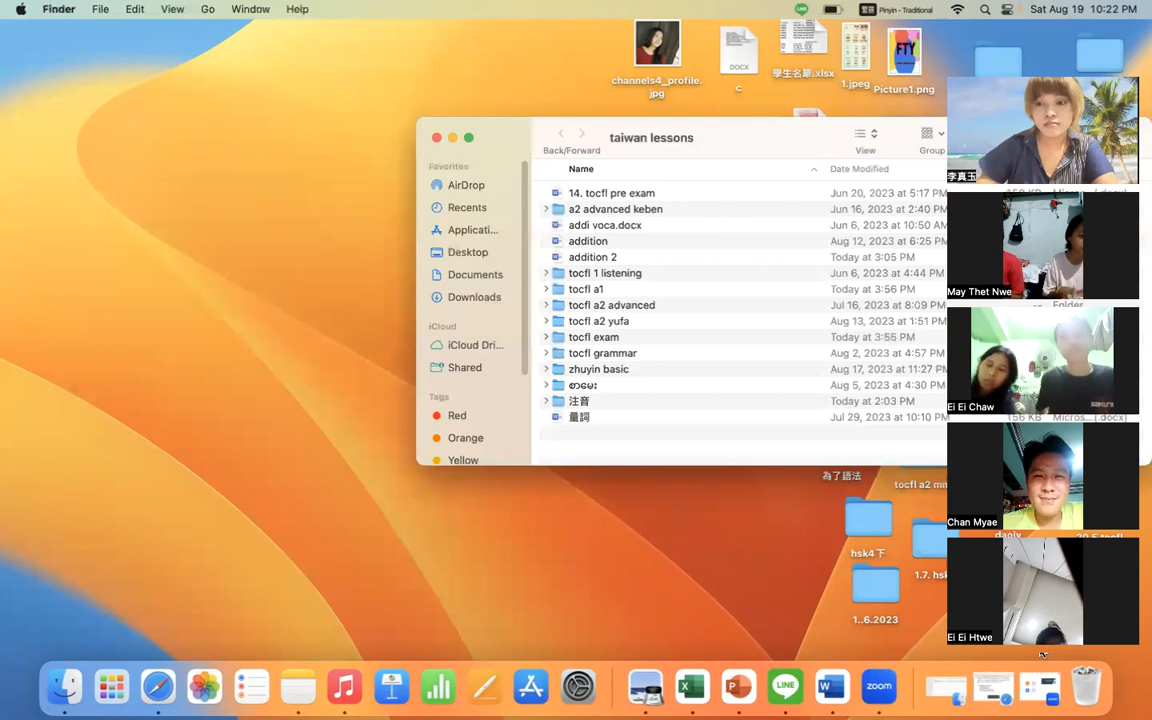 Finder File Edit View Go Window Help
Pinyin - Traditional
Sat Aug 19 10:22 PM
channels4_profile.
jpg
DOCX
c
學生名單.xlsx
1.jpeg
FTY
Picture1.png
taiwan lessons
Back/Forward
View
Group
Favorites
AirDrop
Recents
Applicati...
Desktop
Documents
Downloads
iCloud
iCloud Dri...
Shared
Tags
Red
Orange
Yellow
Name Date Modified
14. tocfl pre exam Jun 20, 2023 at 5:17 PM
a2 advanced keben Jun 16, 2023 at 2:40 PM
addi voca.docx Jun 6, 2023 at 10:50 AM
addition Aug 12, 2023 at 6:25 PM
addition 2 Today at 3:05 PM
tocfl 1 listening Jun 6, 2023 at 4:44 PM
tocfl a1 Today at 3:56 PM
tocfl a2 advanced Jul 16, 2023 at 8:09 PM
tocfl a2 yufa Aug 13, 2023 at 1:51 PM
tocfl exam Today at 3:55 PM
tocfl grammar Aug 2, 2023 at 4:57 PM
zhuyin basic Aug 17, 2023 at 11:27 PM
စာမေး Aug 5, 2023 at 4:30 PM
注音 Today at 2:03 PM
量詞 Jul 29, 2023 at 10:10 PM
李真玉
May Thet Nwe
Folder
Ei Ei Chaw
156 KB Micros...(.docx)
Chan Myae
Ei Ei Htwe
為了語法
tocfl a2
hsk4下
1.7.
1..6.2023
LINE
zoom